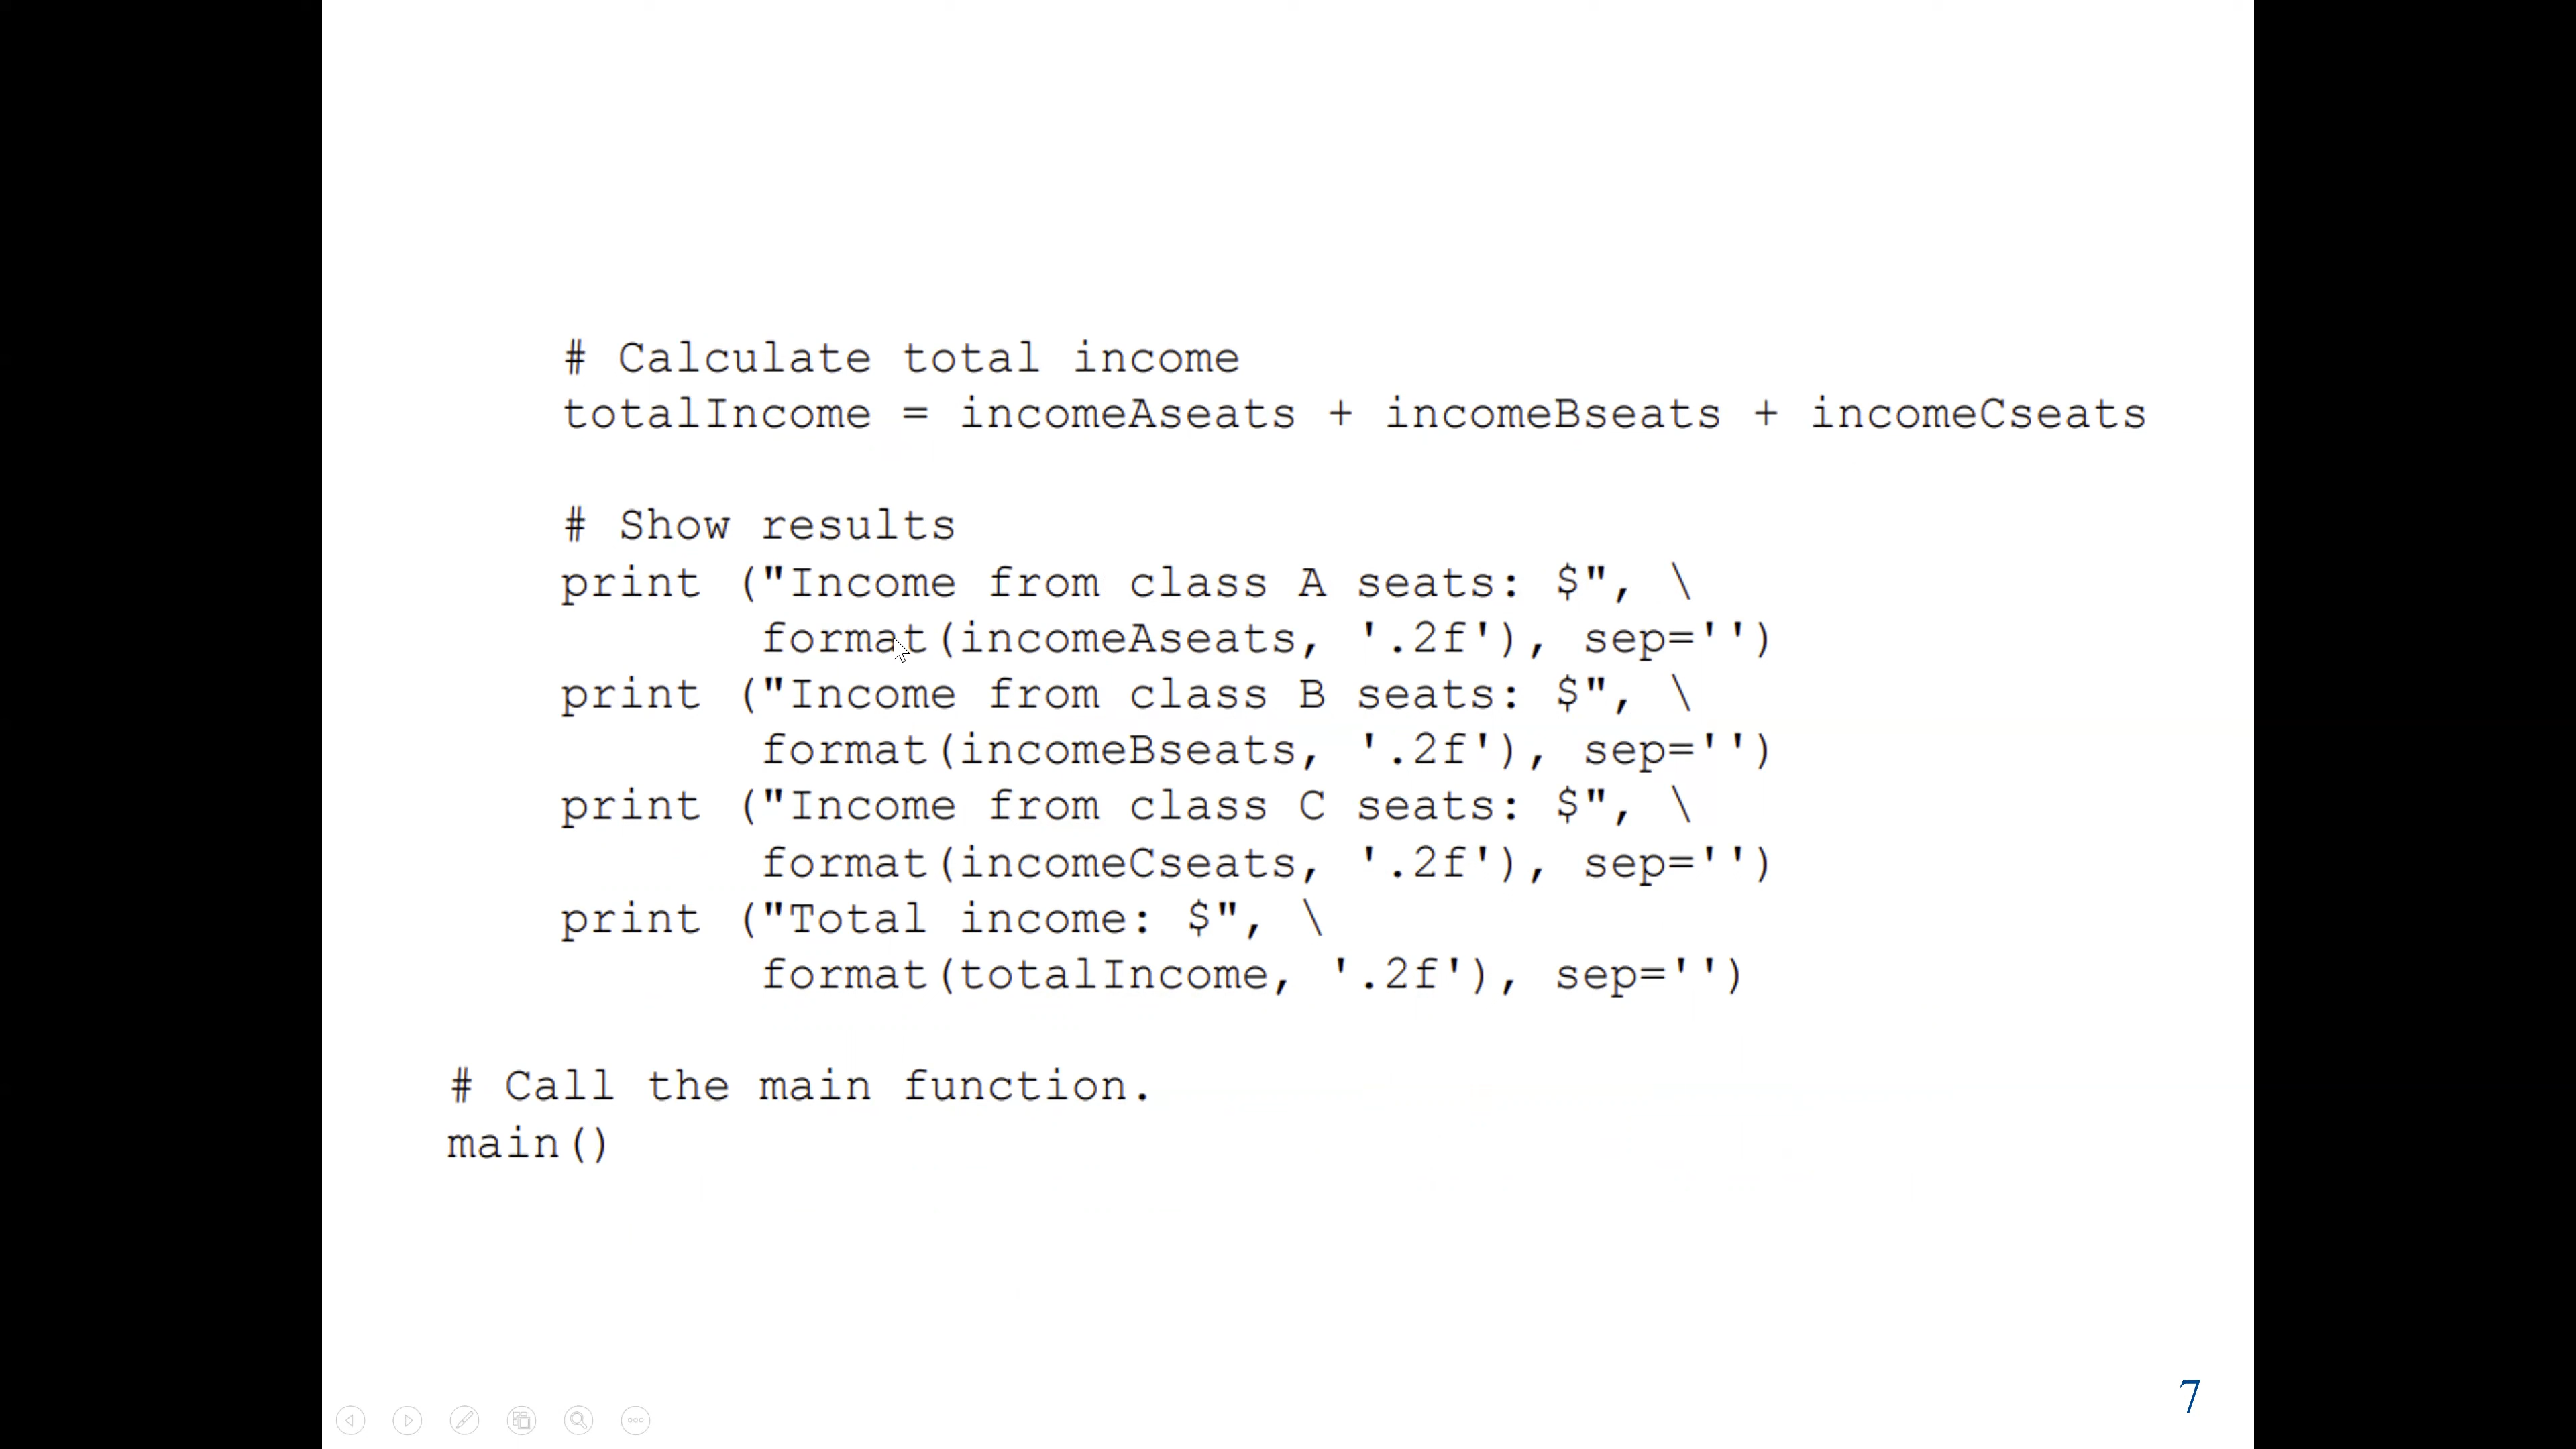 # Calculate total income
totalIncome = incomeAseats + incomeBseats + incomeCseats
# Show results
print ("Income from class A seats: $", \
format(incomeAseats, '.2f'), sep='')
print ("Income from class B seats: $", \
format(incomeBseats, '.2f'), sep='')
print ("Income from class C seats: $", \
format(incomeCseats, '.2f'), sep='')
print ("Total income: $", \
format(totalIncome, '.2f'), sep='')
# Call the main function.
main()
7